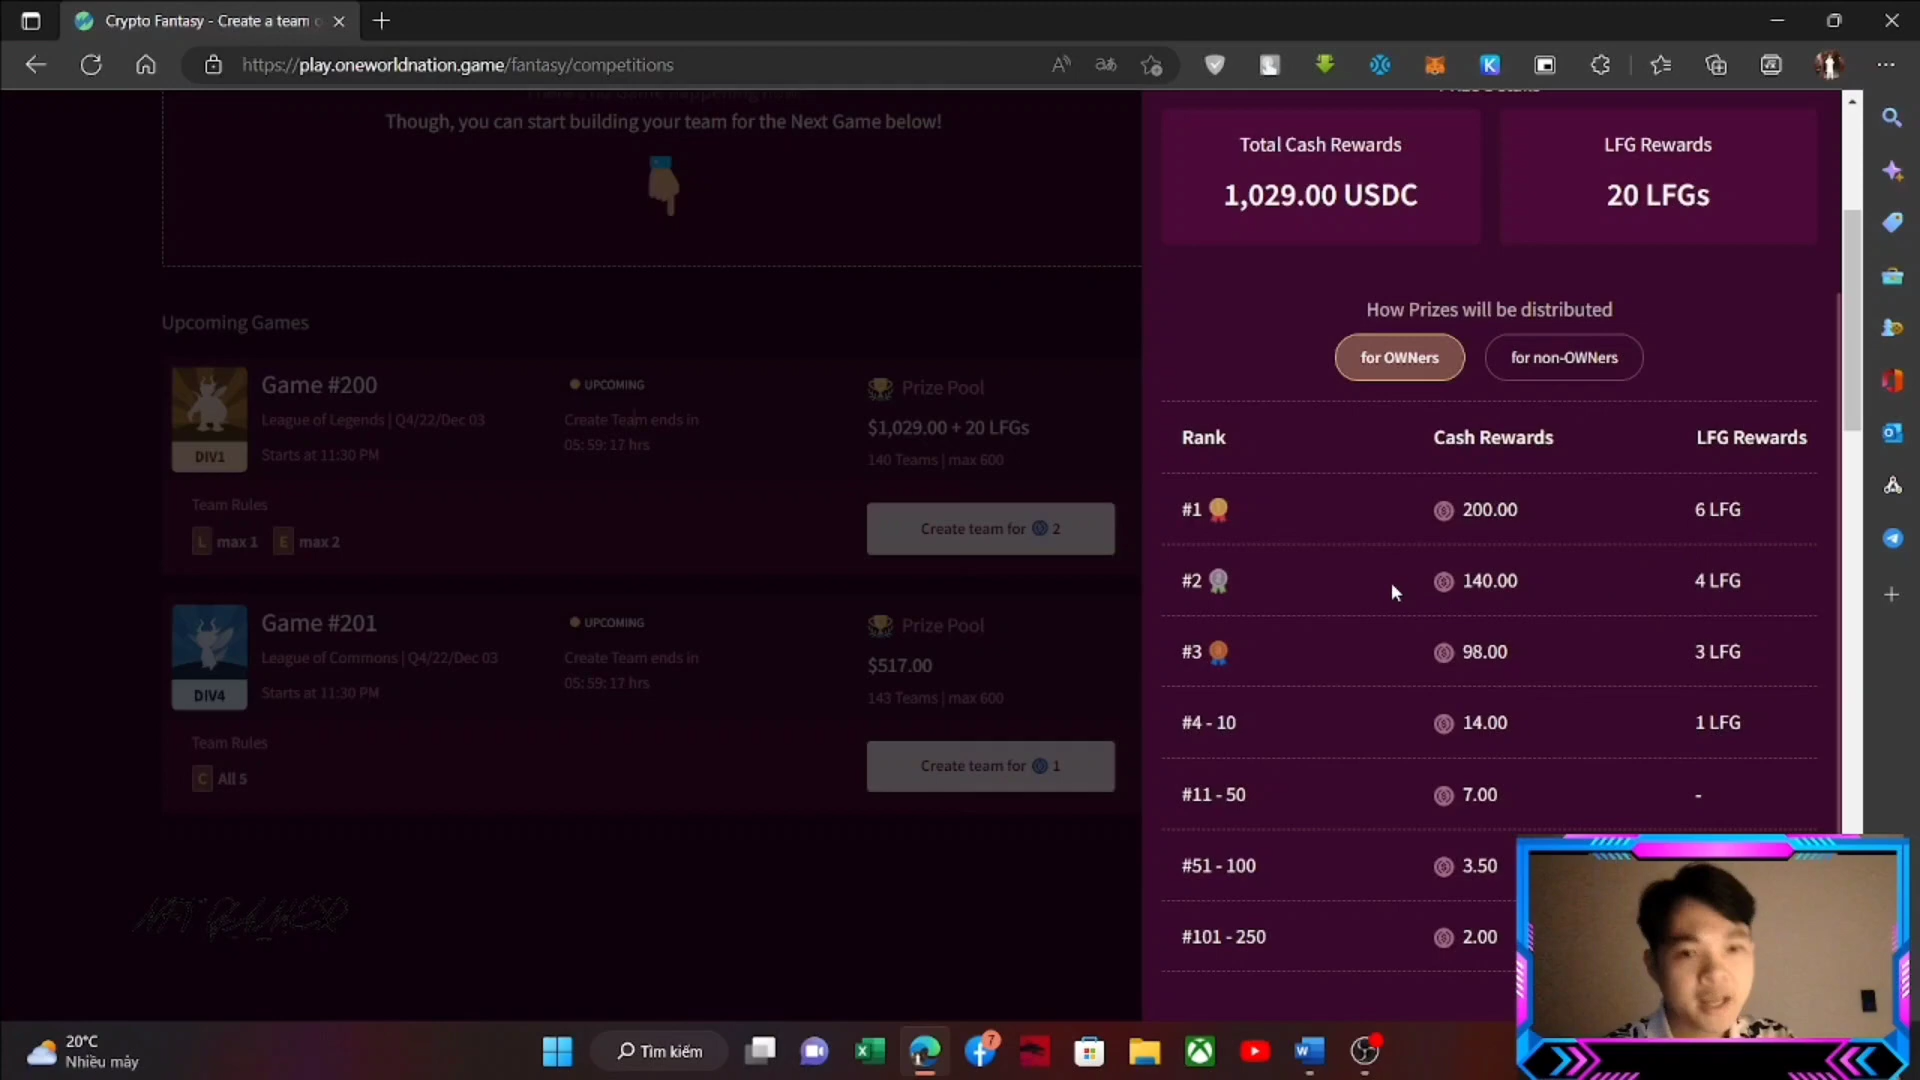 Crypto Fantasy - Create a team o
https://play.oneworldnation.game/fantasy/competitions
Though, you can start building your team for the Next Game below!
Upcoming Games
Game #200
League of Legends | Q4/22/Dec 03
Starts at 11:30 PM
DIV1
UPCOMING
Create Team ends in
05: 59: 17 hrs
Prize Pool
$1,029.00 + 20 LFGs
140 Teams | max 600
Team Rules
L max 1 E max 2
Create team for 2
Game #201
League of Commons | Q4/22/Dec 03
Starts at 11:30 PM
DIV4
UPCOMING
Create Team ends in
05: 59: 17 hrs
Prize Pool
$517.00
143 Teams | max 600
Team Rules
C All 5
Create team for 1
Total Cash Rewards
1,029.00 USDC
LFG Rewards
20 LFGs
How Prizes will be distributed
for OWNers for non-OWNers
Rank Cash Rewards LFG Rewards
#1 200.00 6 LFG
#2 140.00 4 LFG
#3 98.00 3 LFG
#4 - 10 14.00 1 LFG
#11 - 50 7.00 -
#51 - 100 3.50
#101 - 250 2.00
20°C
Nhiều mây
Tìm kiếm
7